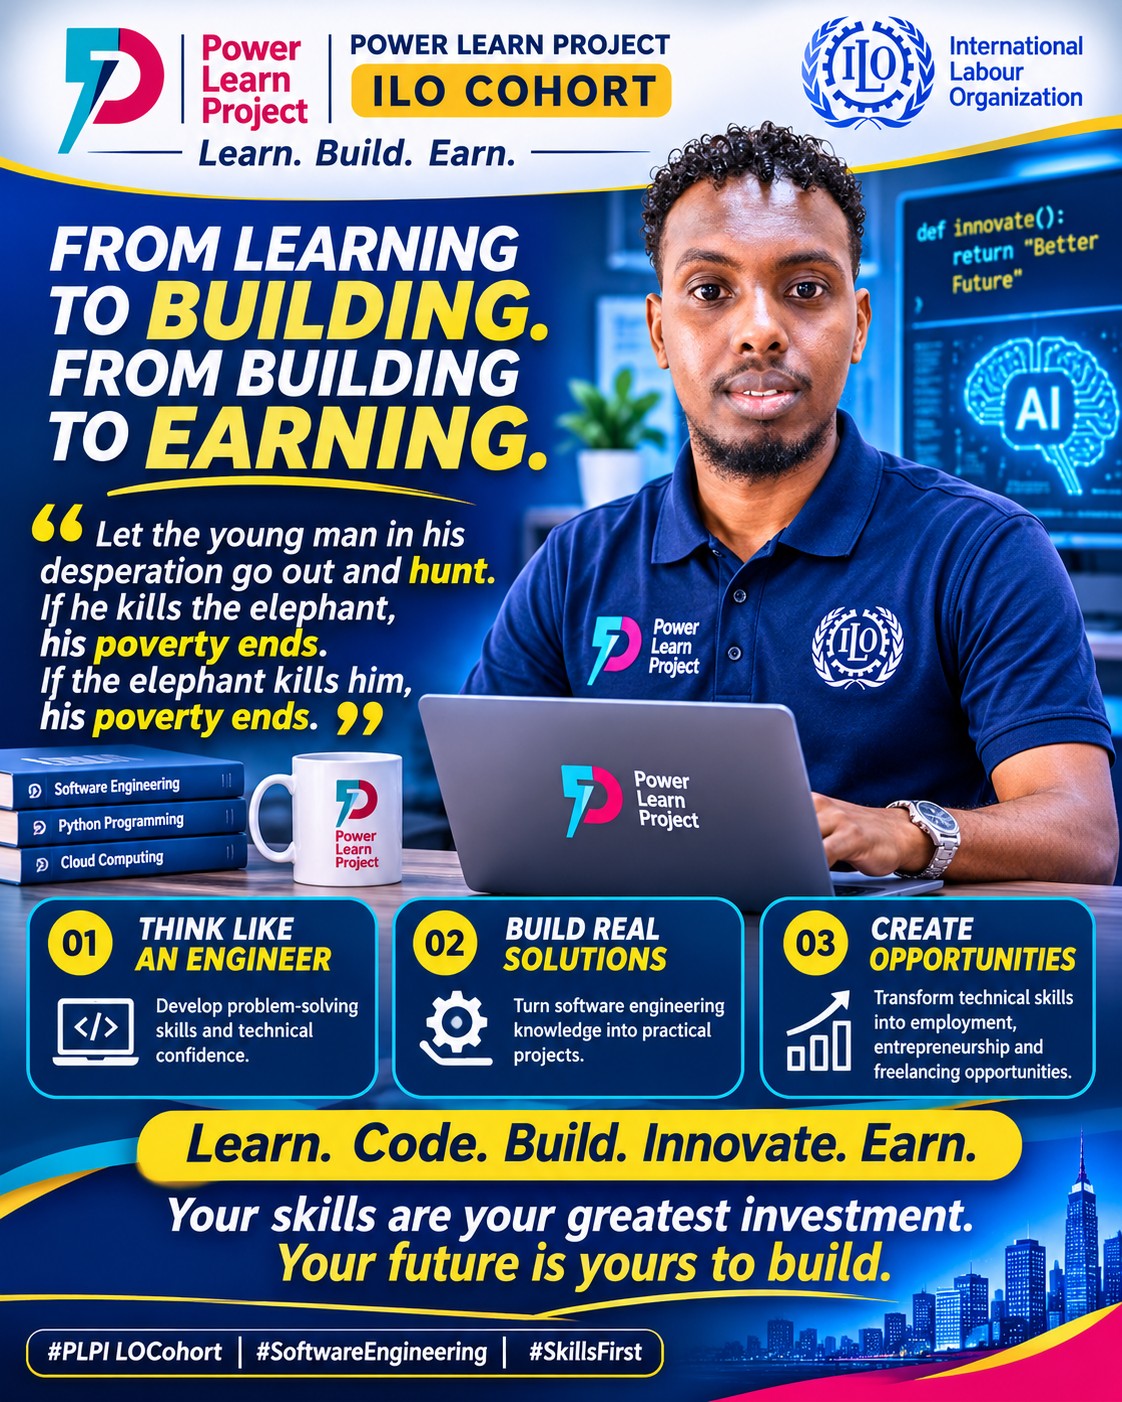 Power
Learn
Project
POWER LEARN PROJECT
ILO COHORT
Learn. Build. Earn.
ILO
International
Labour
Organization
FROM LEARNING
TO BUILDING.
FROM BUILDING
TO EARNING.
def innovate():
return "Better
Future"
}
AI
“ Let the young man in his
desperation go out and hunt.
If he kills the elephant,
his poverty ends.
If the elephant kills him,
his poverty ends. ”
Power
Learn
Project
ILO
Software Engineering
Python Programming
Cloud Computing
Power
Learn
Project
Power
Learn
Project
01
THINK LIKE
AN ENGINEER
</>
Develop problem-solving
skills and technical
confidence.
02
BUILD REAL
SOLUTIONS
Turn software engineering
knowledge into practical
projects.
03
CREATE
OPPORTUNITIES
Transform technical skills
into employment,
entrepreneurship and
freelancing opportunities.
Learn. Code. Build. Innovate. Earn.
Your skills are your greatest investment.
Your future is yours to build.
#PLPI LOCohort | #SoftwareEngineering | #SkillsFirst